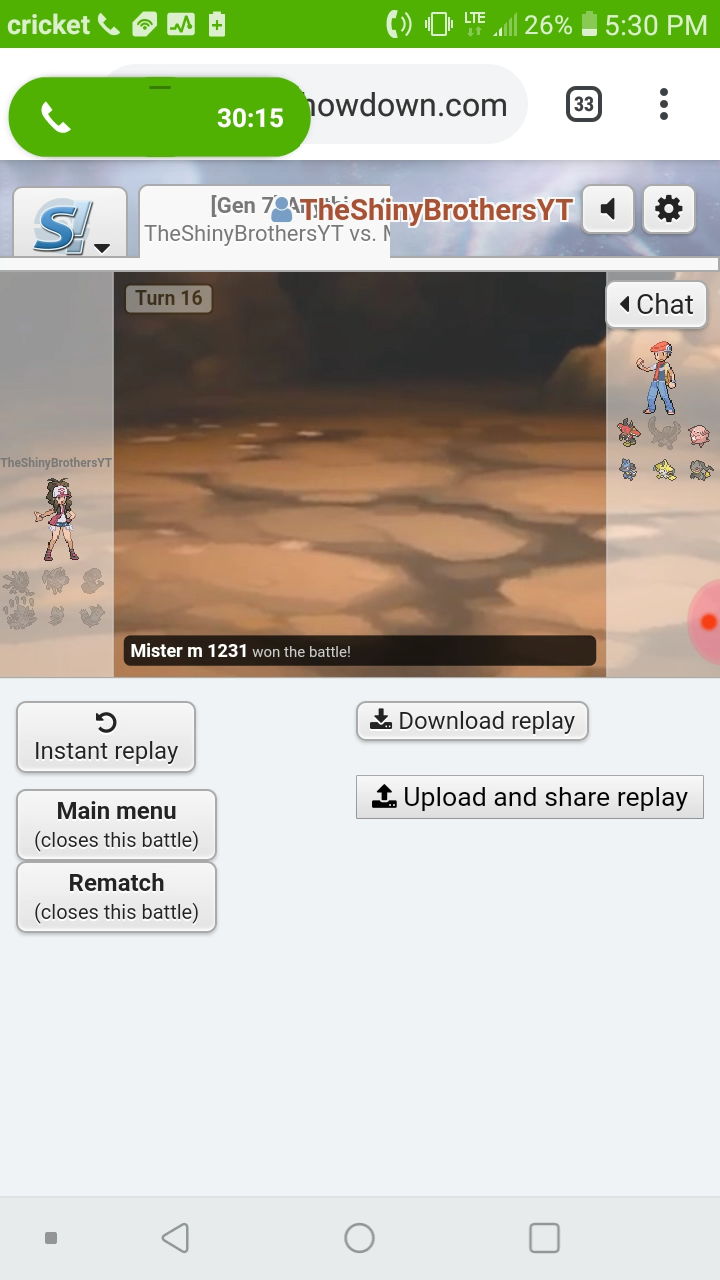 cricket LTE 26% 5:30 PM
30:15 howdown.com 33
[Gen 7] TheShinyBrothersYT
TheShinyBrothersYT vs.
Turn 16
Chat
TheShinyBrothersYT
Mister m 1231 won the battle!
Instant replay
Download replay
Upload and share replay
Main menu
(closes this battle)
Rematch
(closes this battle)